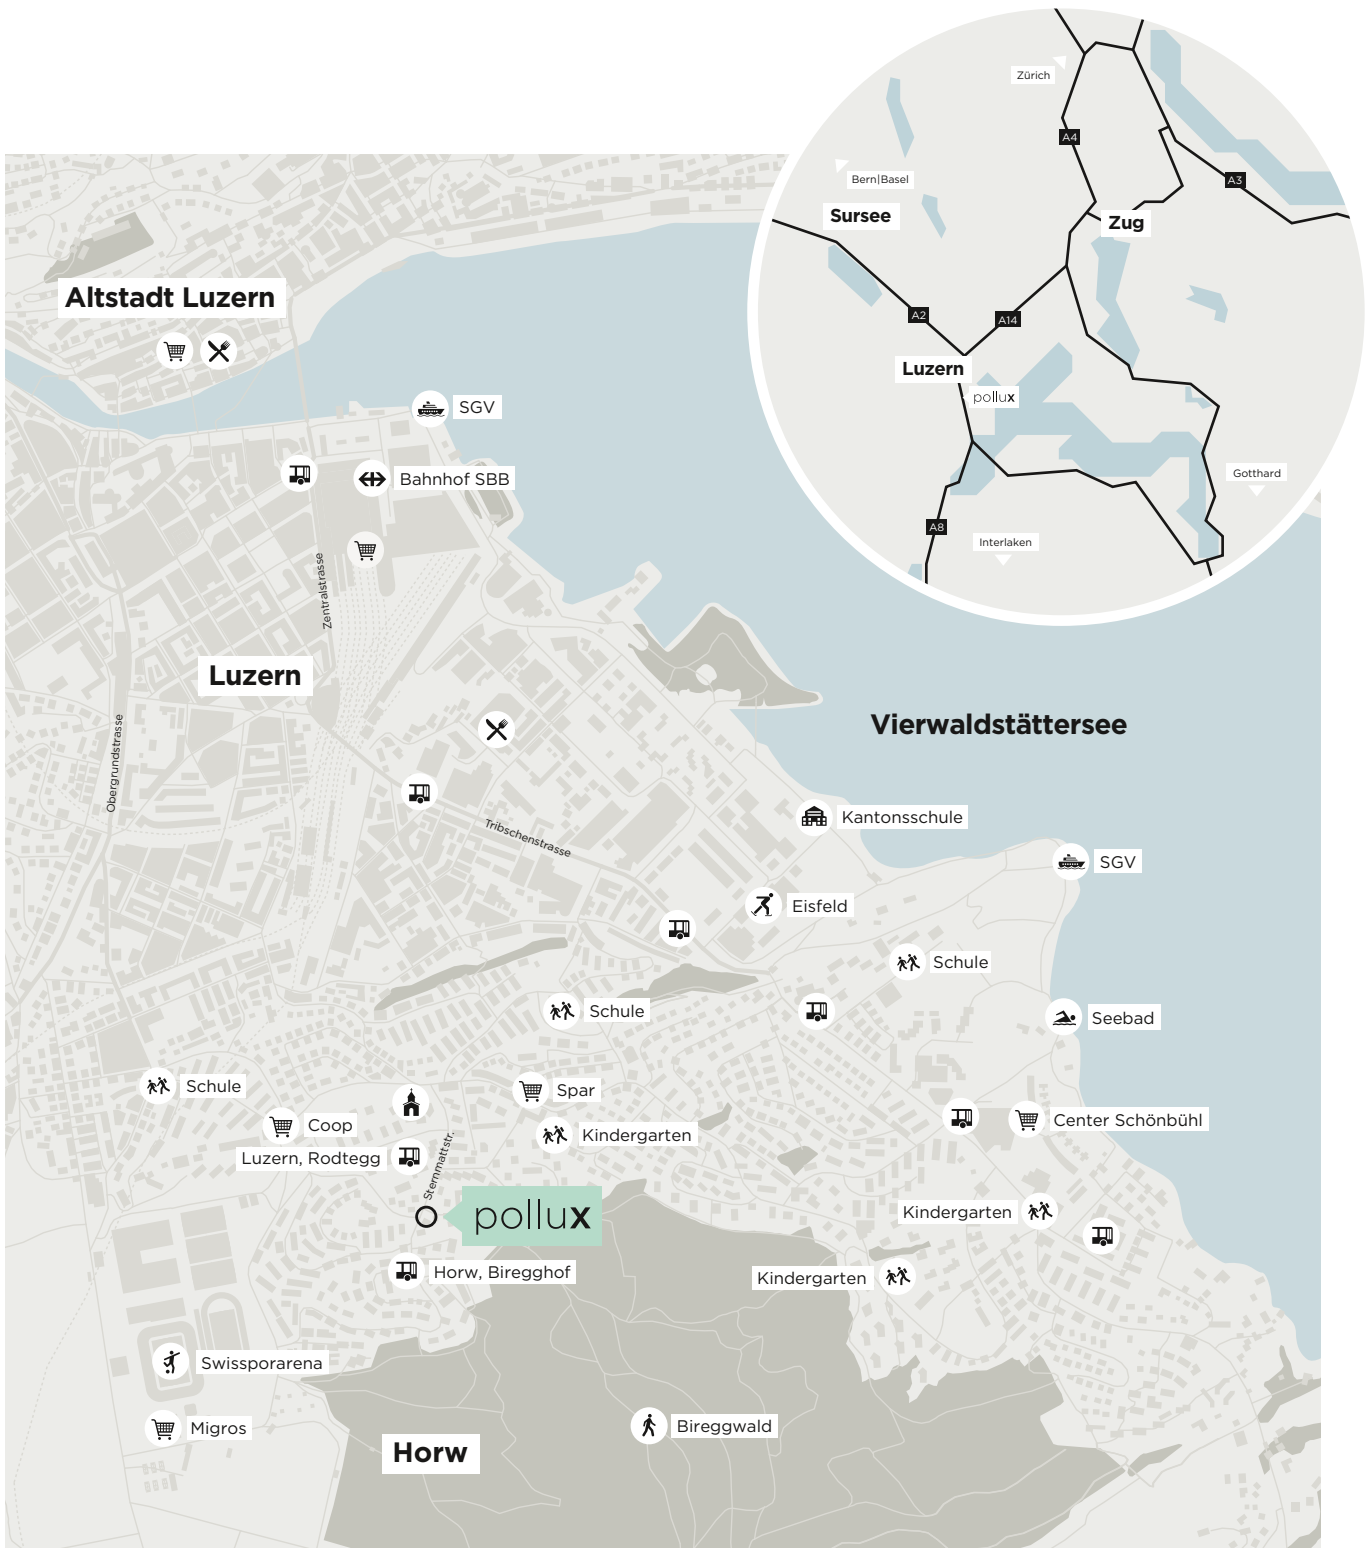 Zürich
A4
Bern|Basel
A3
Sursee
Zug
A2
A14
Luzern
pollux
Gotthard
A8
Interlaken
Altstadt Luzern
SGV
Bahnhof SBB
Zentralstrasse
Luzern
Obergrundstrasse
Vierwaldstättersee
Tribschenstrasse
Kantonsschule
SGV
Eisfeld
Schule
Schule
Seebad
Schule
Spar
Coop
Center Schönbühl
Kindergarten
Luzern, Rodtegg
Sternmattstr.
pollux
Kindergarten
Horw, Biregghof
Kindergarten
Swissporarena
Migros
Bireggwald
Horw